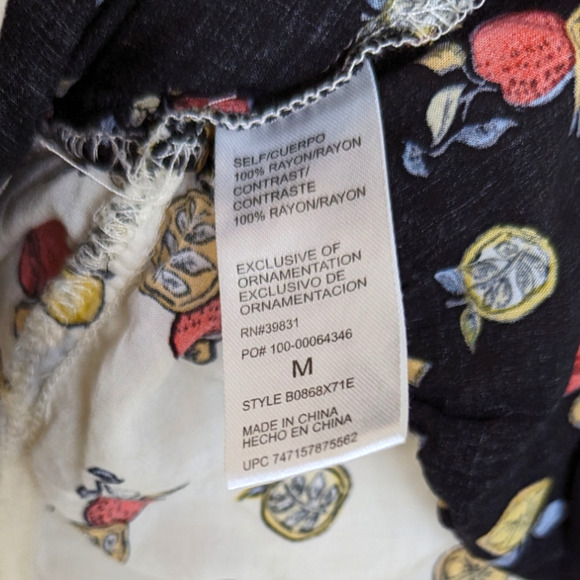 SELF/CUERPO
100% RAYON/RAYON
CONTRAST/
CONTRASTE
100% RAYON/RAYON
EXCLUSIVE OF
ORNAMENTATION
EXCLUSIVO DE
ORNAMENTACION
RN#39831
PO# 100-00064346
M
STYLE B0868X71E
MADE IN CHINA
HECHO EN CHINA
UPC 747157875562